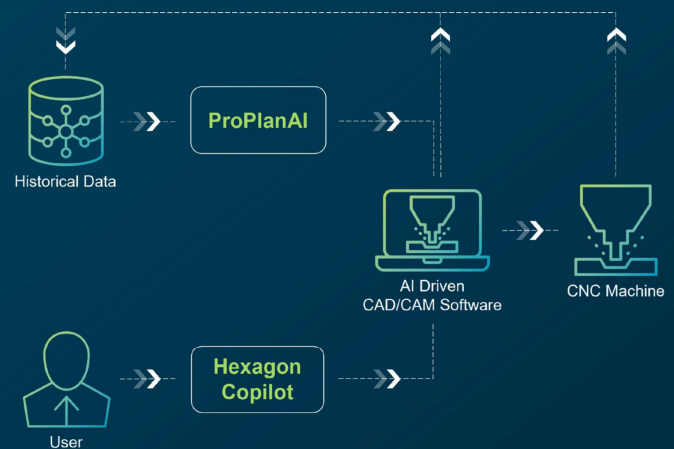 ProPlanAI
Historical Data
AI Driven
CAD/CAM Software
CNC Machine
Hexagon
Copilot
User